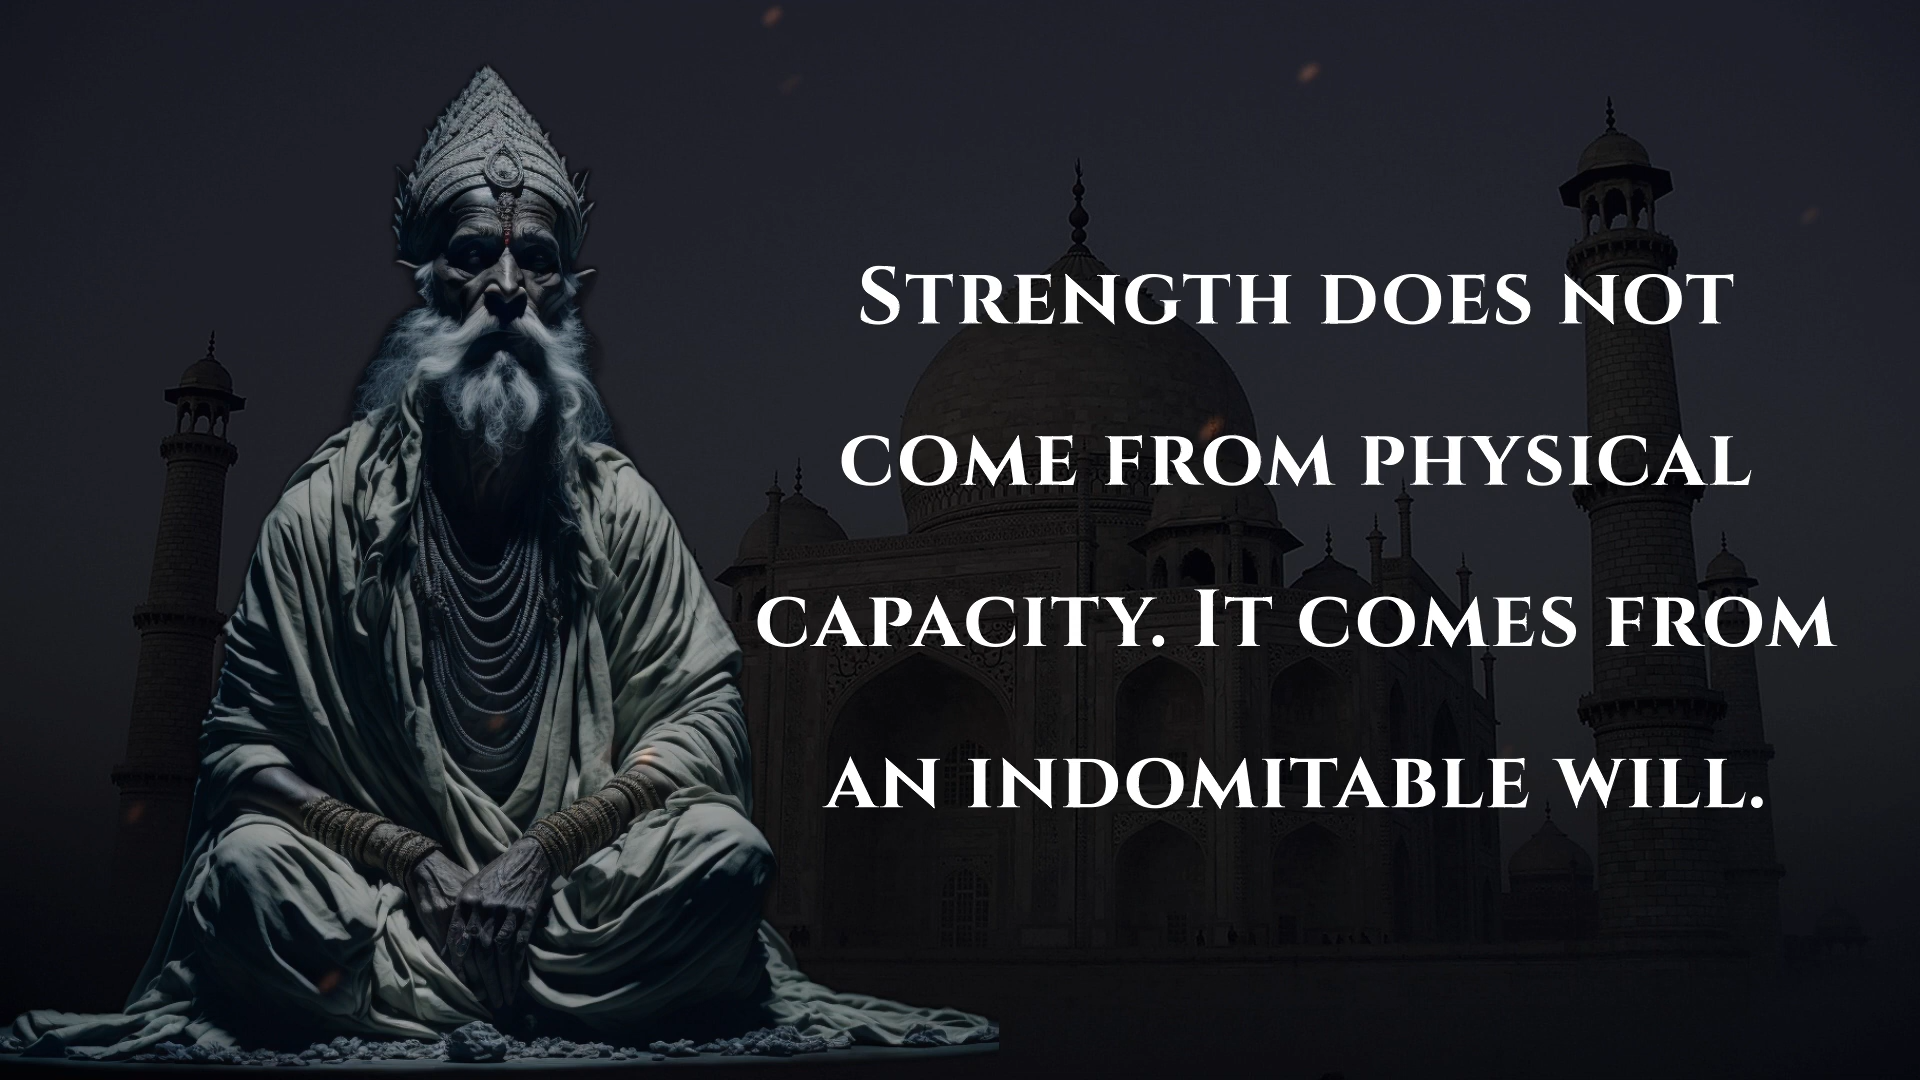 Strength does not
come from physical
capacity. It comes from
an indomitable will.